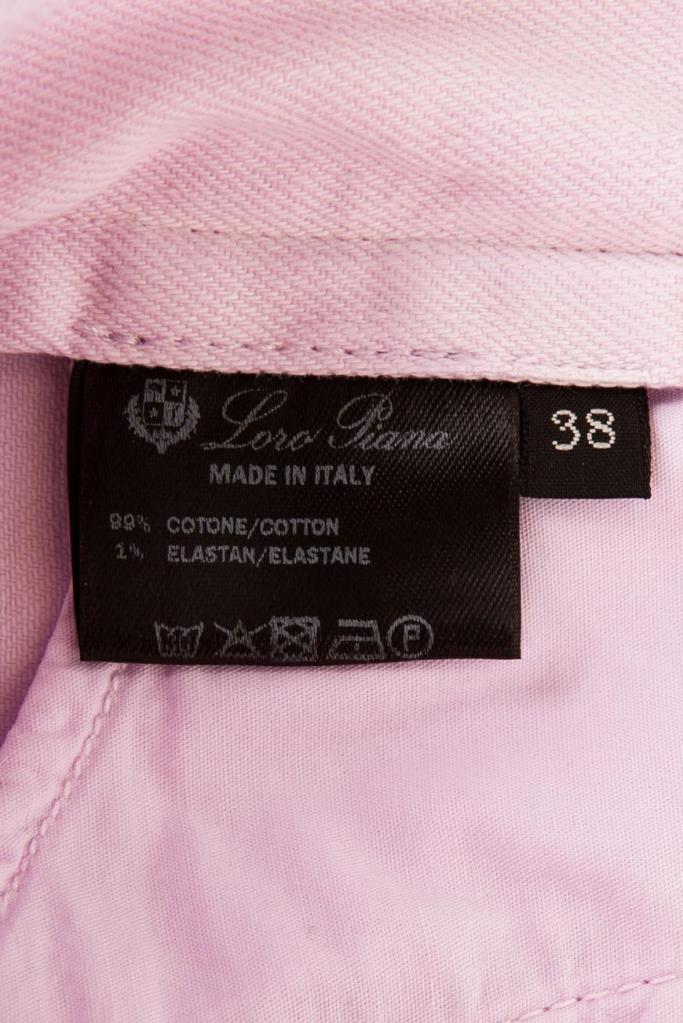 Loro Piana
MADE IN ITALY
38
99% COTONE/COTTON
1% ELASTAN/ELASTANE
P